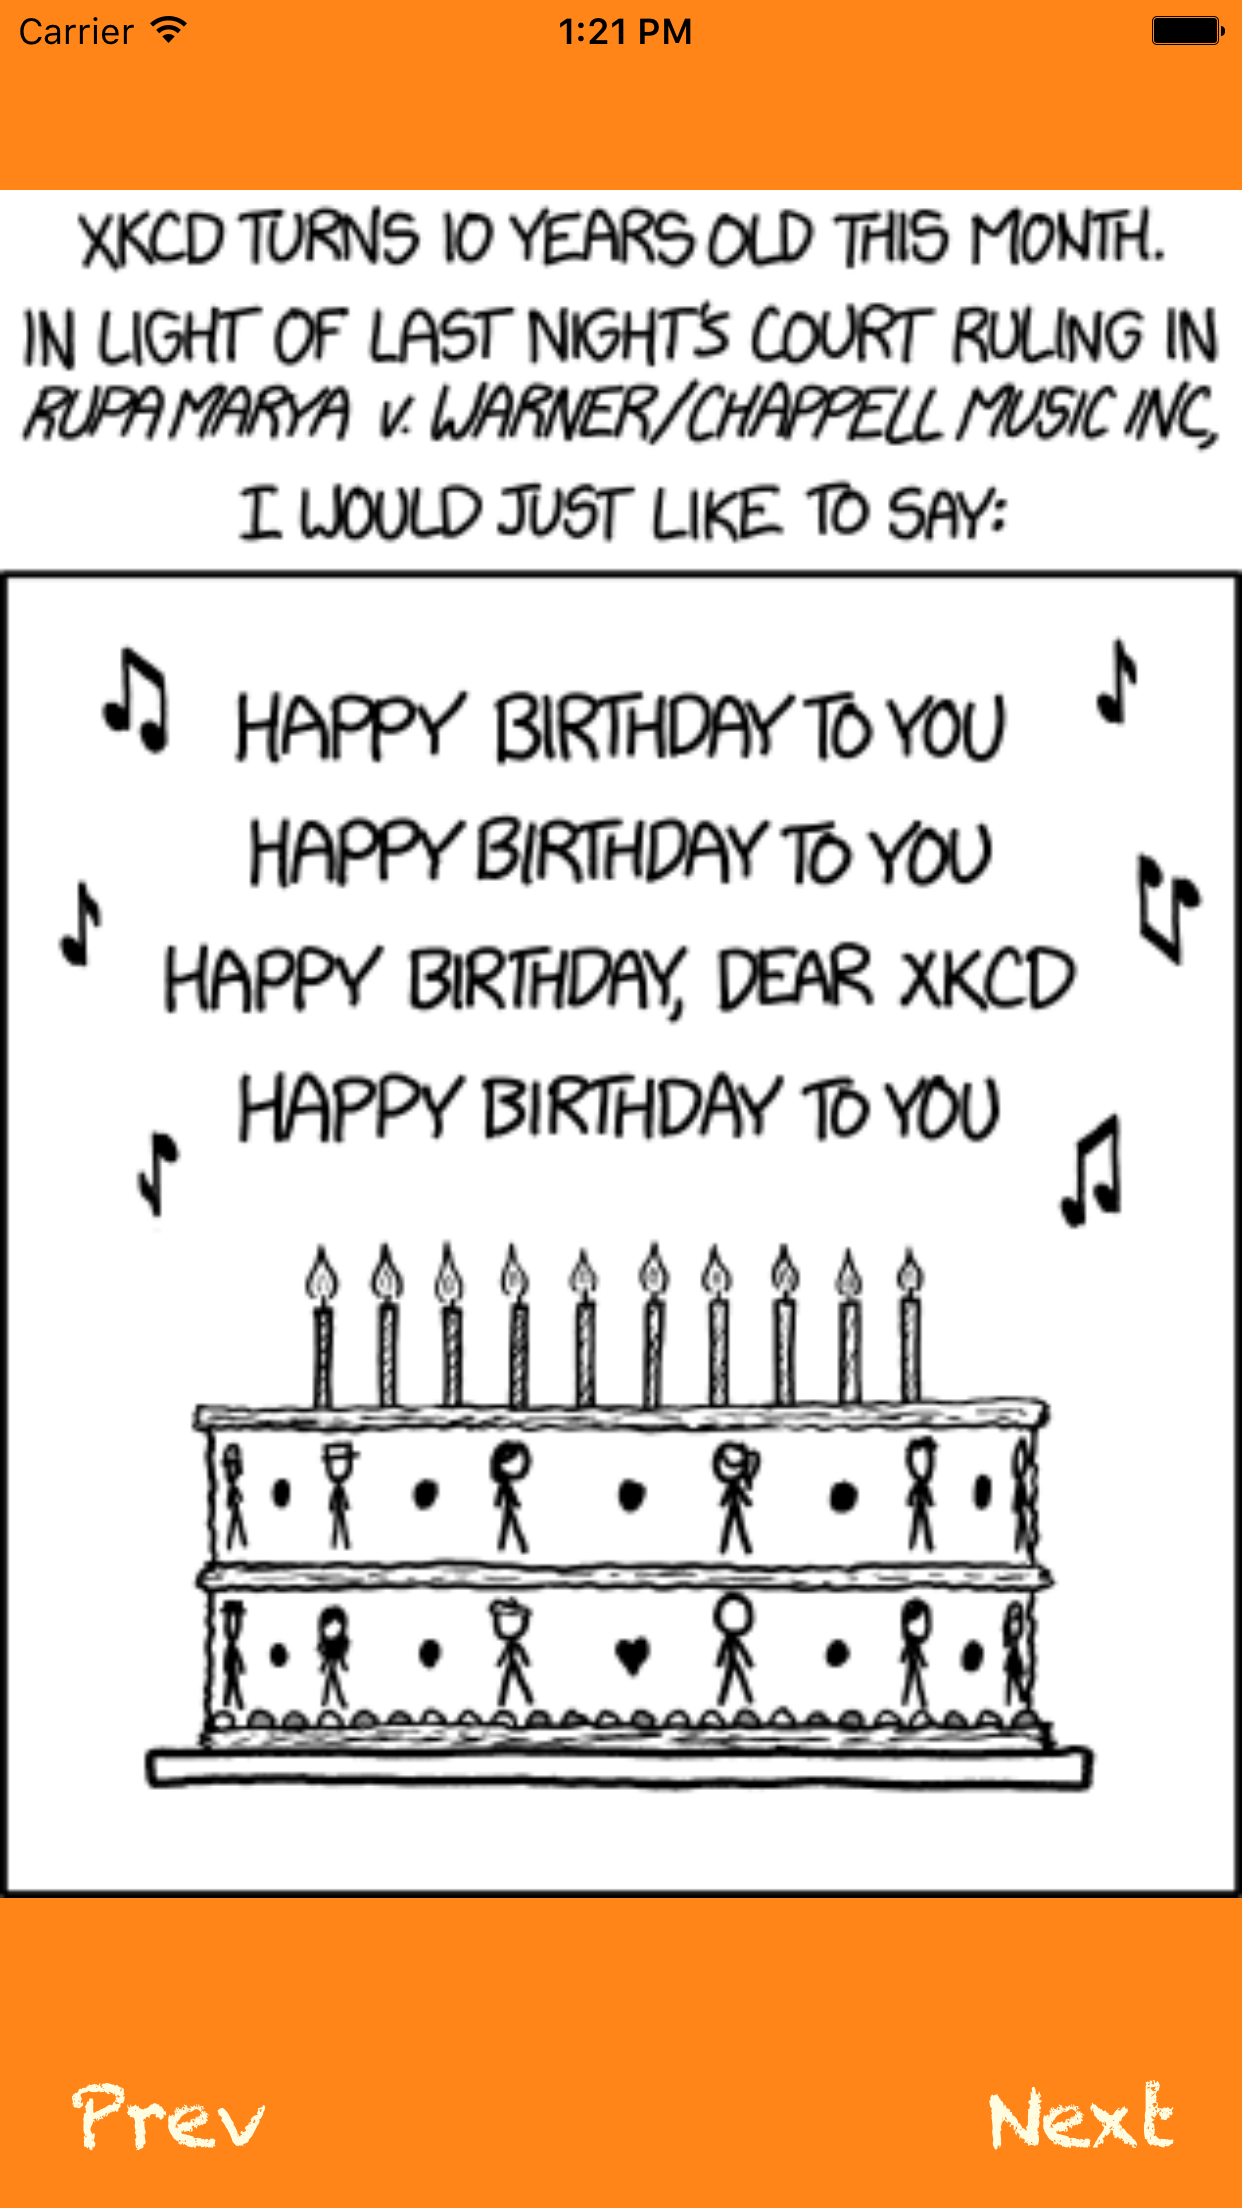 Carrier 1:21 PM
XKCD TURNS 10 YEARS OLD THIS MONTH.
IN LIGHT OF LAST NIGHT'S COURT RULING IN
RUPA MARYA V. WARNER/CHAPPELL MUSIC INC,
I WOULD JUST LIKE TO SAY:
HAPPY BIRTHDAY TO YOU
HAPPY BIRTHDAY TO YOU
HAPPY BIRTHDAY, DEAR XKCD
HAPPY BIRTHDAY TO YOU
Prev Next